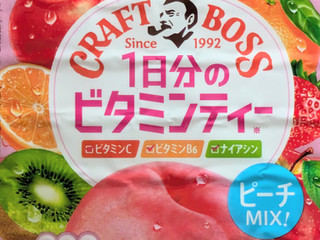 CRAFT BOSS
Since 1992
1日分の
ビタミンティー※
ビタミンC ビタミンB6 ナイアシン
ピーチ
MIX!